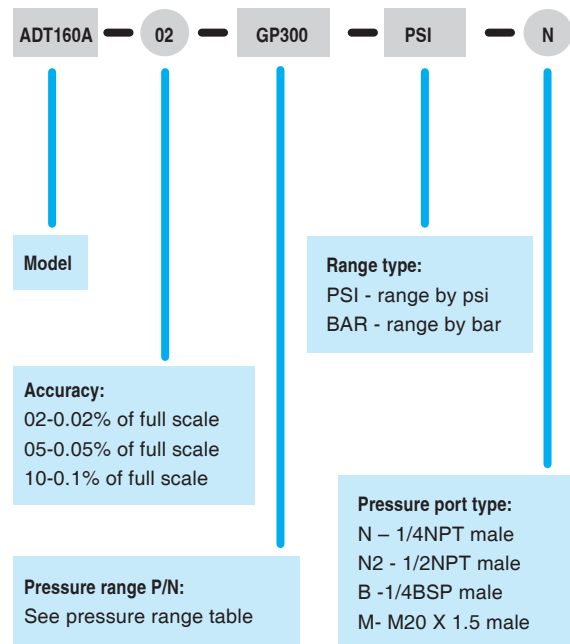 ADT160A
02
GP300
PSI
N
Model
Range type:
PSI - range by psi
BAR - range by bar
Accuracy:
02-0.02% of full scale
05-0.05% of full scale
10-0.1% of full scale
Pressure port type:
N – 1/4NPT male
N2 - 1/2NPT male
B -1/4BSP male
M- M20 X 1.5 male
Pressure range P/N:
See pressure range table